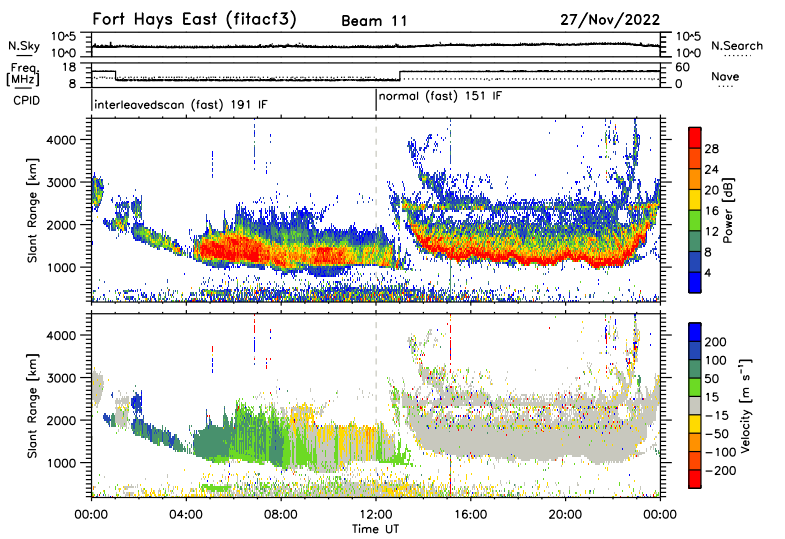 Fort Hays East (fitacf3) Beam 11 27/Nov/2022
N.Sky 10^5 10^0 10^5 10^0 N.Search
Freq. [MHz] 18 8 60 0 Nave
CPID interleavedscan (fast) 191 IF normal (fast) 151 IF
Slant Range [km] 4000 3000 2000 1000
Power [dB] 28 24 20 16 12 8 4
Slant Range [km] 4000 3000 2000 1000
Velocity [m s⁻¹] 200 100 50 15 −15 −50 −100 −200
00:00 04:00 08:00 12:00 16:00 20:00 00:00
Time UT